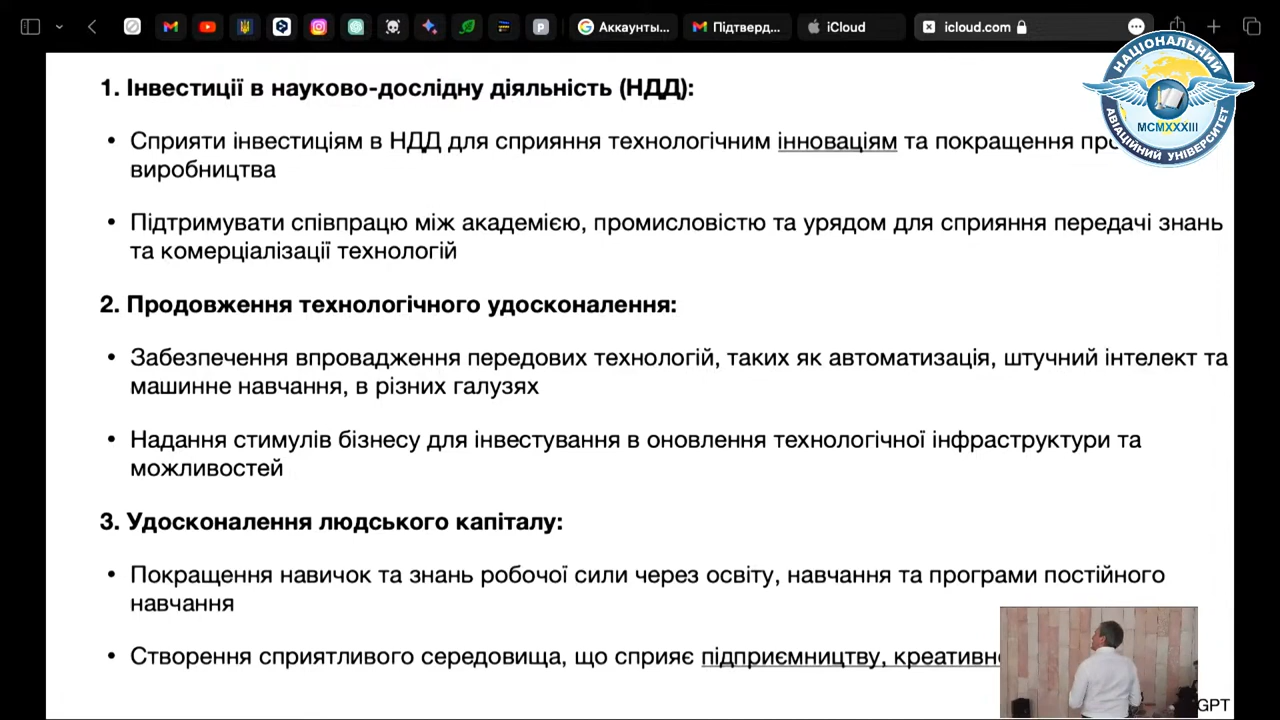 Аккаунты...
Підтверд...
iCloud
icloud.com
НАЦІОНАЛЬНИЙ
MCMXXXIII
АВІАЦІЙНИЙ УНІВЕРСИТЕТ
1. Інвестиції в науково-дослідну діяльність (НДД):
• Сприяти інвестиціям в НДД для сприяння технологічним інноваціям та покращення
виробництва
• Підтримувати співпрацю між академією, промисловістю та урядом для сприяння передачі знань
та комерціалізації технологій
2. Продовження технологічного удосконалення:
• Забезпечення впровадження передових технологій, таких як автоматизація, штучний інтелект та
машинне навчання, в різних галузях
• Надання стимулів бізнесу для інвестування в оновлення технологічної інфраструктури та
можливостей
3. Удосконалення людського капіталу:
• Покращення навичок та знань робочої сили через освіту, навчання та програми постійного
навчання
• Створення сприятливого середовища, що сприяє підприємництву,
GPT